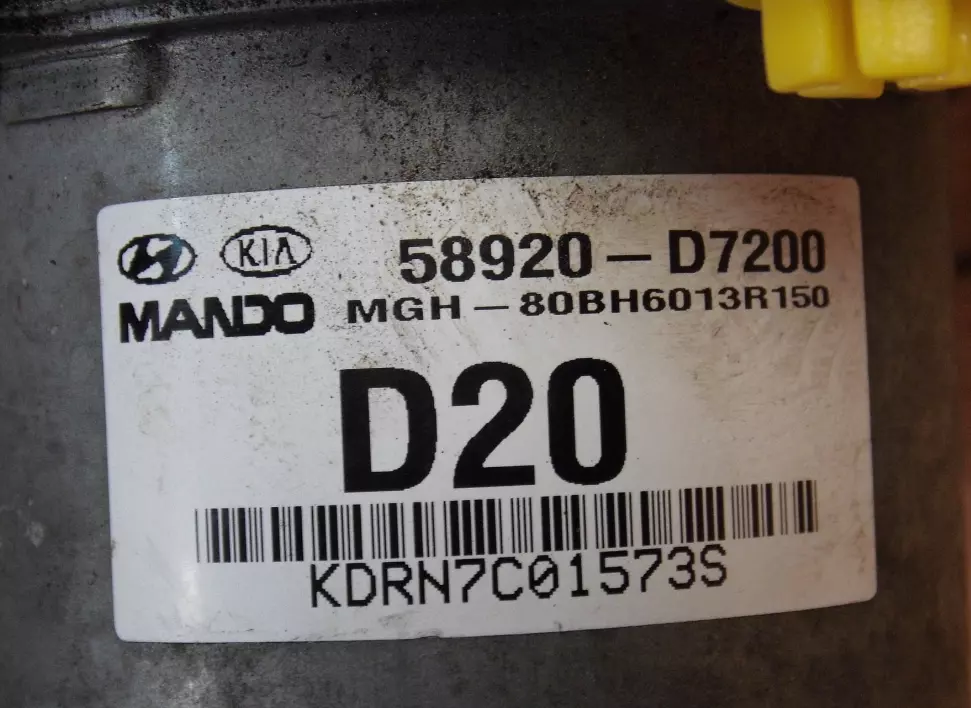 KIA 58920-D7200
MANDO MGH-80BH6013R150
D20
KDRN7C01573S